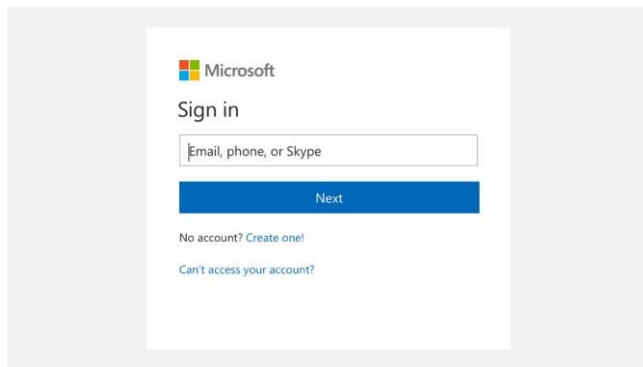 Microsoft
Sign in
Email, phone, or Skype
Next
No account? Create one!
Can't access your account?